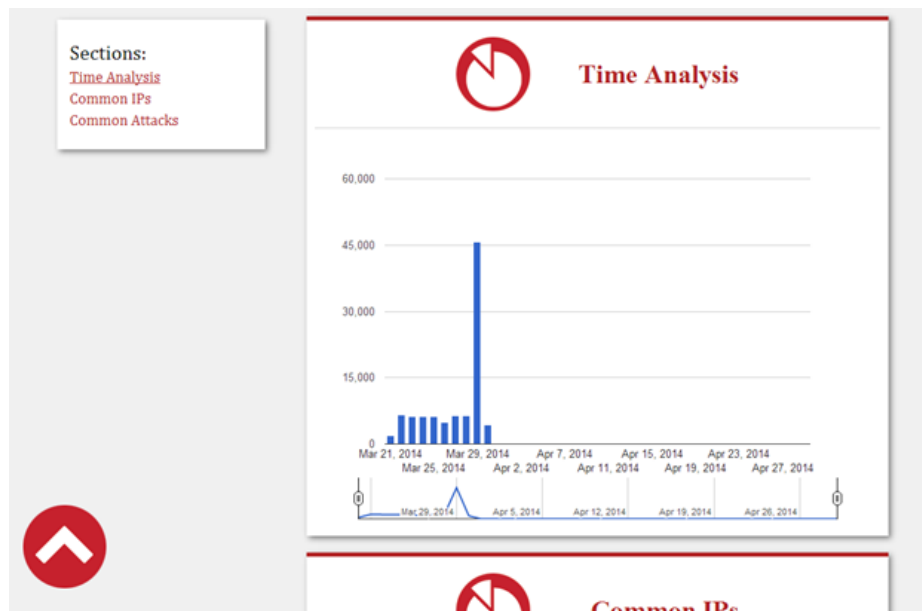 Sections:
Time Analysis
Common IPs
Common Attacks
Time Analysis
60,000
45,000
30,000
15,000
0
Mar 21, 2014 Mar 29, 2014 Apr 7, 2014 Apr 15, 2014 Apr 23, 2014
Mar 25, 2014 Apr 2, 2014 Apr 11, 2014 Apr 19, 2014 Apr 27, 2014
Mar 29, 2014 Apr 5, 2014 Apr 12, 2014 Apr 19, 2014 Apr 26, 2014
Common IPs